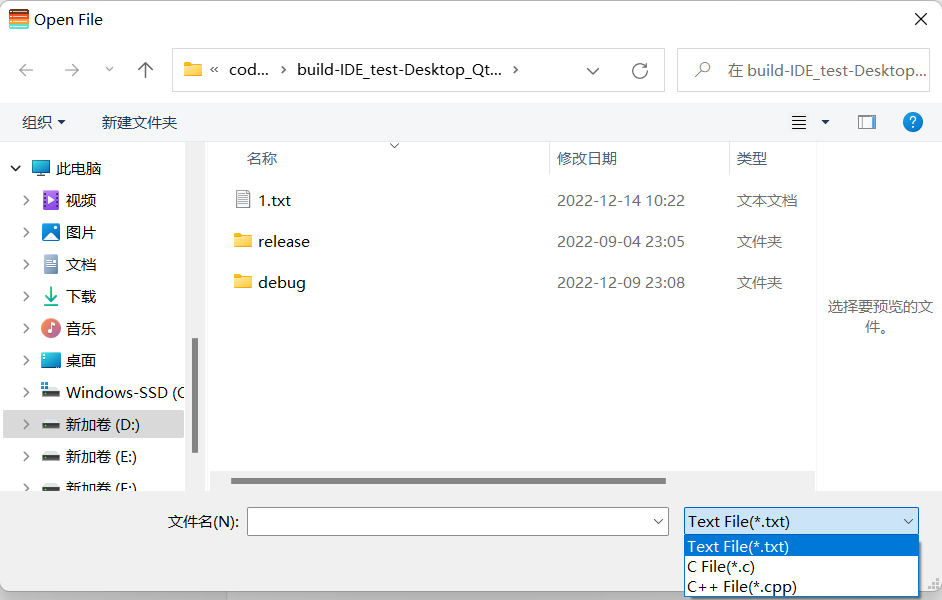 Open File
« cod... › build-IDE_test-Desktop_Qt... ›
在 build-IDE_test-Desktop...
组织
新建文件夹
?
名称
修改日期
类型
此电脑
视频
图片
文档
下载
音乐
桌面
Windows-SSD (C
新加卷 (D:)
新加卷 (E:)
新加卷 (F:)
1.txt
2022-12-14 10:22
文本文档
release
2022-09-04 23:05
文件夹
debug
2022-12-09 23:08
文件夹
选择要预览的文
件。
文件名(N):
Text File(*.txt)
Text File(*.txt)
C File(*.c)
C++ File(*.cpp)